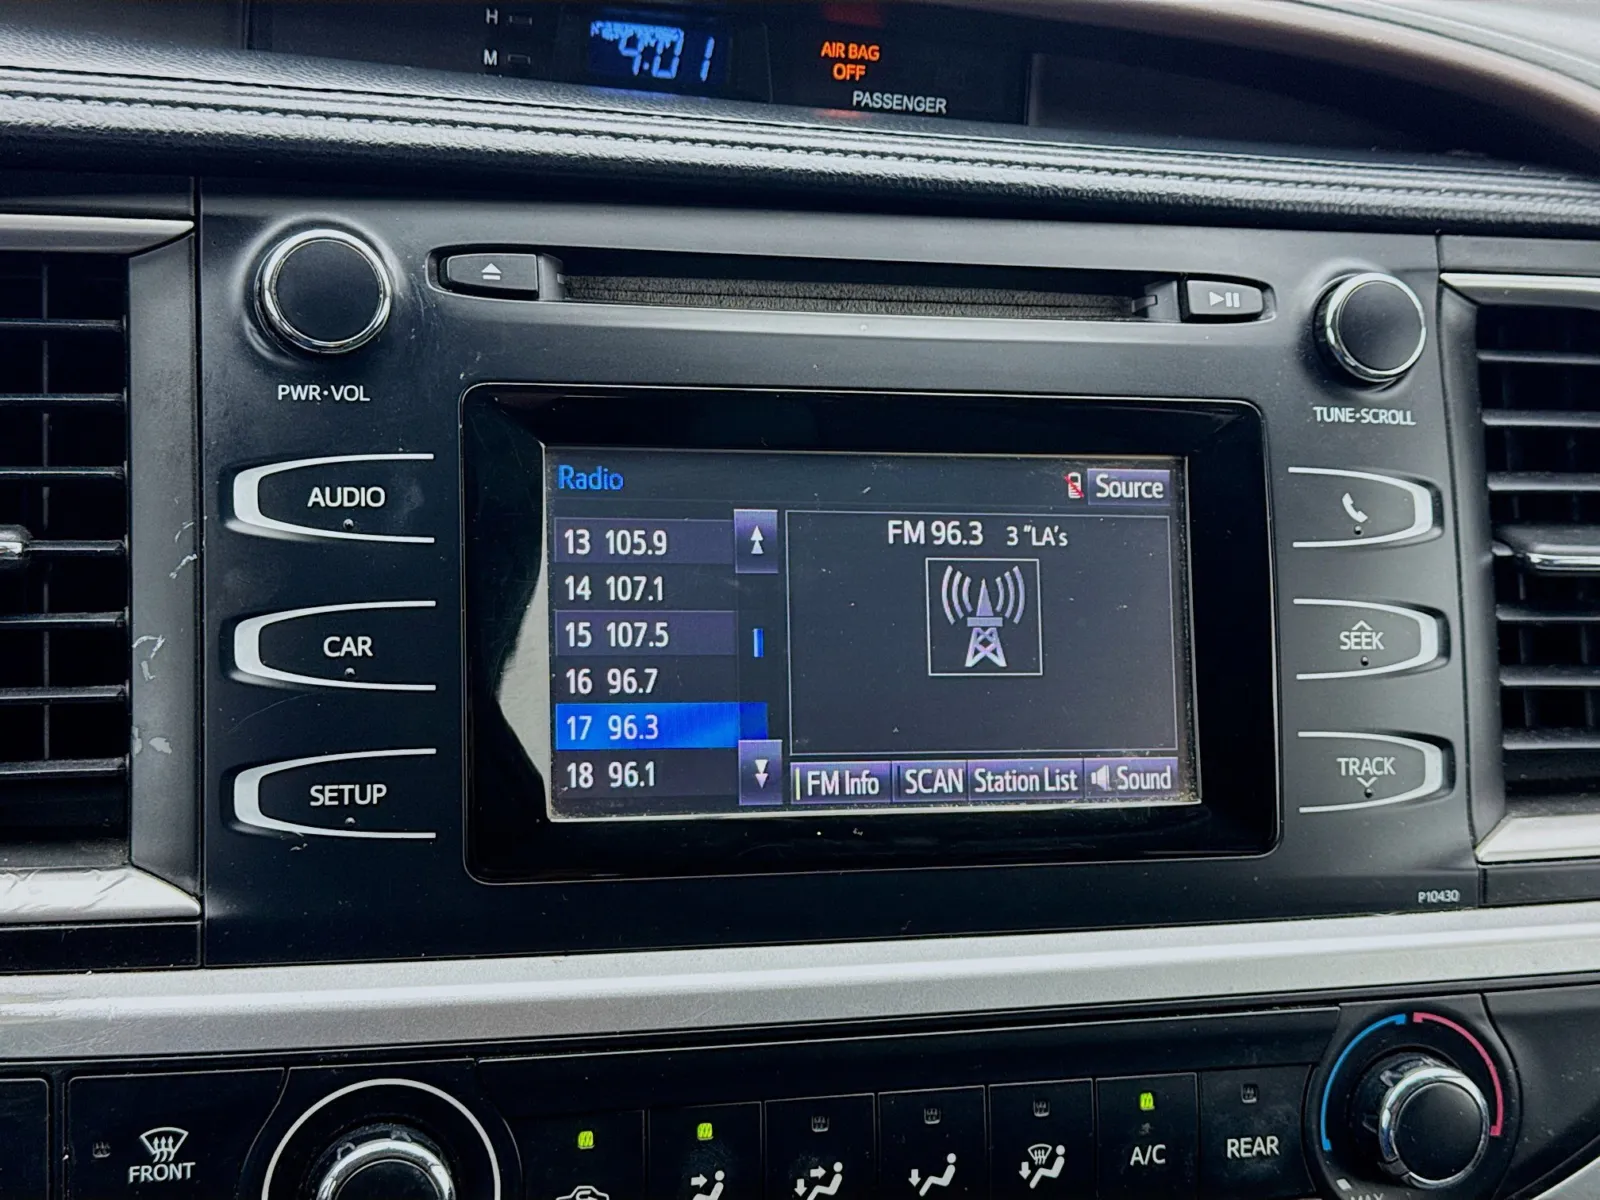 H
M
9:01
AIR BAG
OFF
PASSENGER
PWR·VOL
TUNE·SCROLL
AUDIO
CAR
SETUP
Radio
Source
13 105.9
14 107.1
15 107.5
16 96.7
17 96.3
18 96.1
FM 96.3 3 "LA's
FM Info
SCAN
Station List
Sound
SEEK
TRACK
P10430
FRONT
A/C
REAR
MAX